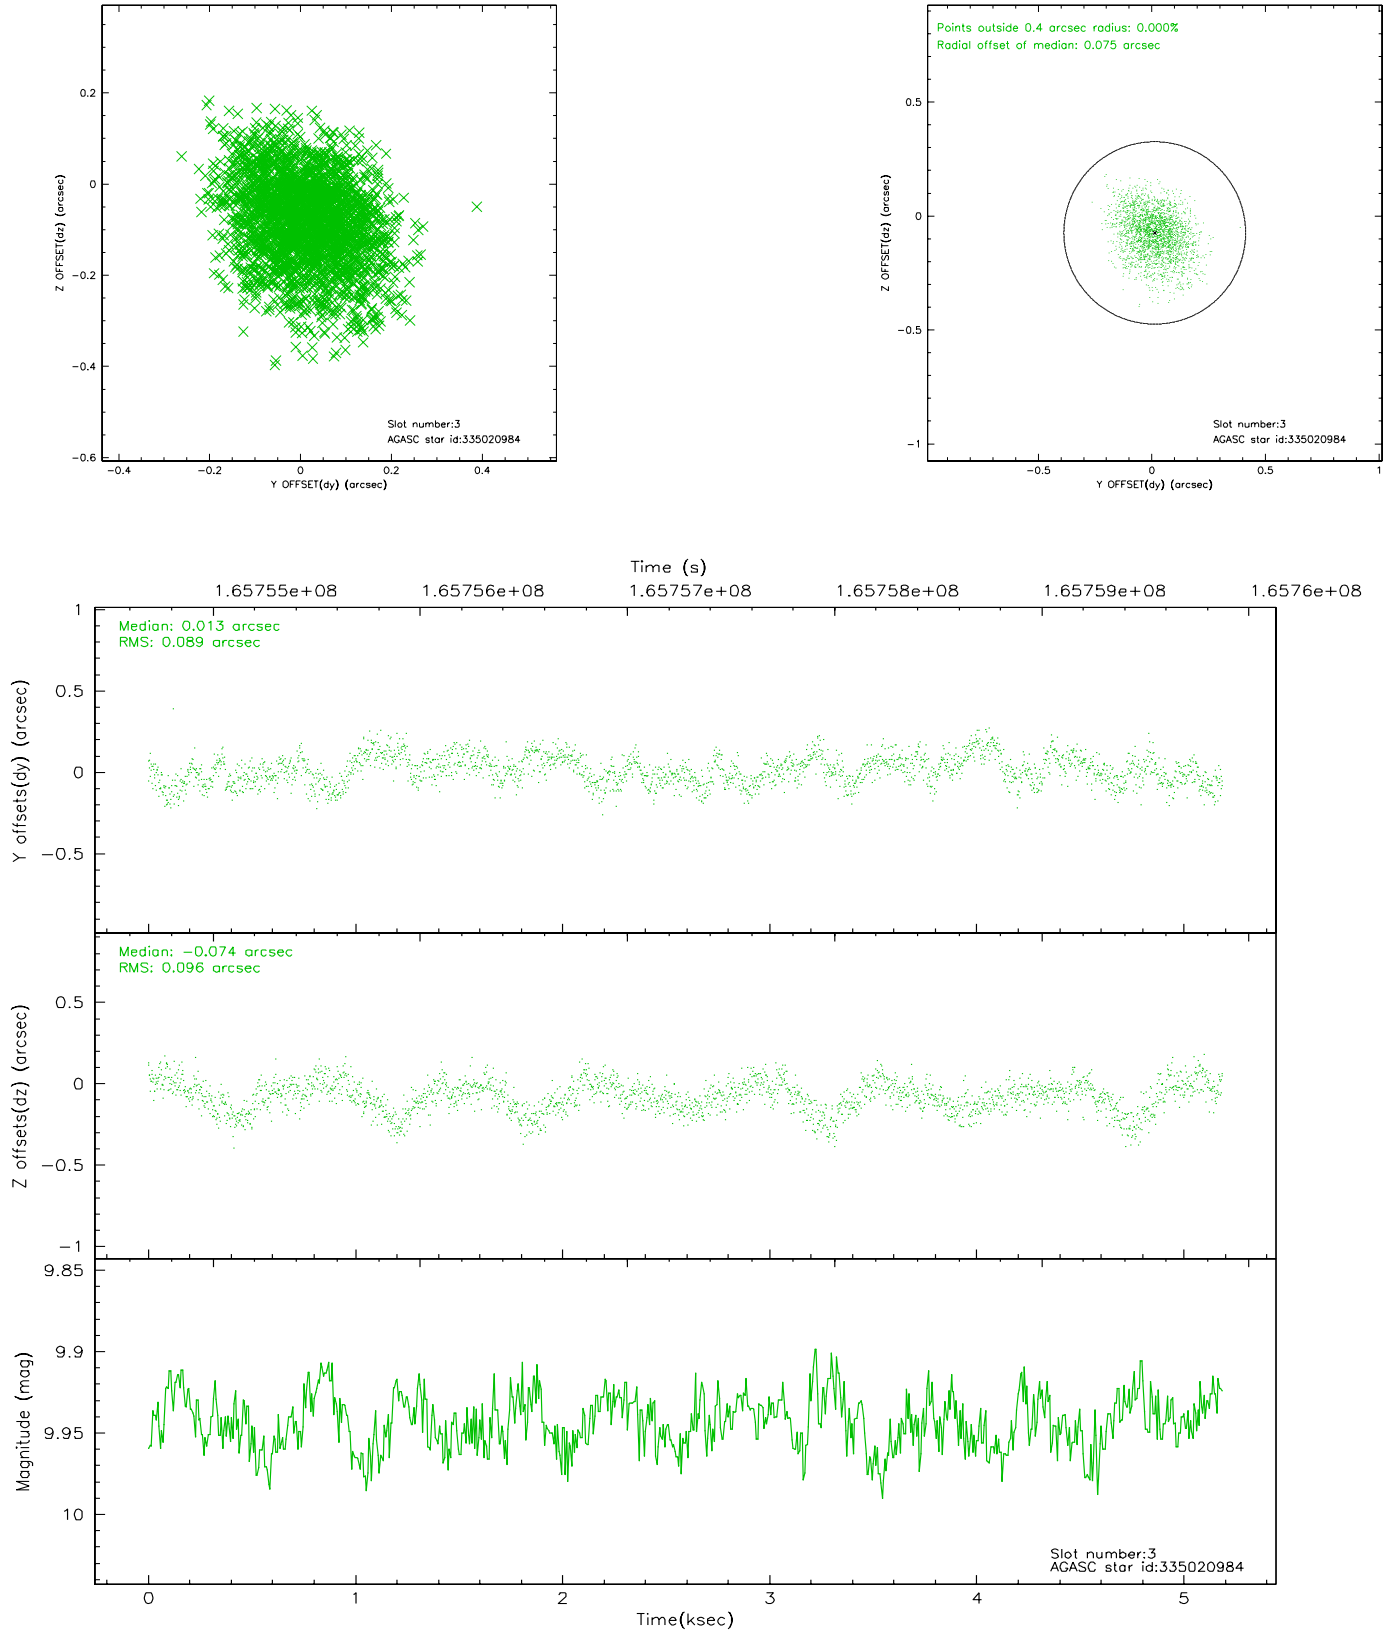 0.2
0
−0.2
−0.4
−0.6
Z OFFSET(dz) (arcsec)
Slot number:3
AGASC star id:335020984
−0.4
−0.2
0
0.2
0.4
Y OFFSET(dy) (arcsec)
Points outside 0.4 arcsec radius: 0.000%
Radial offset of median: 0.075 arcsec
0.5
0
−0.5
−1
Z OFFSET(dz) (arcsec)
Slot number:3
AGASC star id:335020984
−0.5
0
0.5
1
Y OFFSET(dy) (arcsec)
Time (s)
1.65755e+08
1.65756e+08
1.65757e+08
1.65758e+08
1.65759e+08
1.6576e+08
1
0.5
0
−0.5
Y offsets(dy) (arcsec)
Median: 0.013 arcsec
RMS: 0.089 arcsec
0.5
0
−0.5
−1
Z offsets(dz) (arcsec)
Median: −0.074 arcsec
RMS: 0.096 arcsec
9.85
9.9
9.95
10
Magnitude (mag)
Slot number:3
AGASC star id:335020984
0
1
2
3
4
5
Time(ksec)